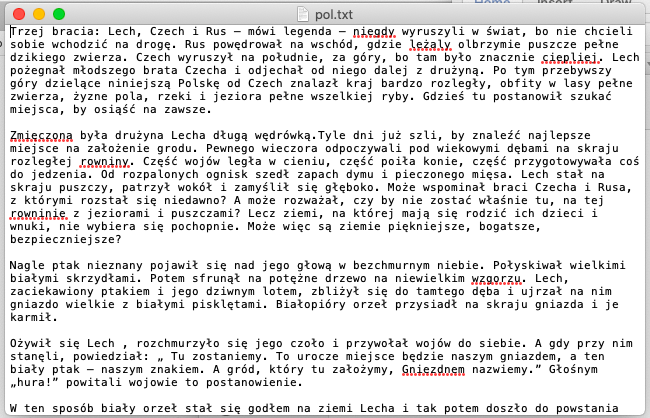 Home Insert Draw
pol.txt
Trzej bracia: Lech, Czech i Rus – mówi legenda – niegdy wyruszyli w świat, bo nie chcieli
sobie wchodzić na drogę. Rus powędrował na wschód, gdzie leżaly olbrzymie puszcze pełne
dzikiego zwierza. Czech wyruszył na południe, za góry, bo tam było znacznie ciepliej. Lech
pożegnał młodszego brata Czecha i odjechał od niego dalej z drużyną. Po tym przebywszy
góry dzielące niniejszą Polskę od Czech znalazł kraj bardzo rozległy, obfity w lasy pełne
zwierza, żyzne pola, rzeki i jeziora pełne wszelkiej ryby. Gdzieś tu postanowił szukać
miejsca, by osiąść na zawsze.
Zmięczoną była drużyna Lecha długą wędrówką.Tyle dni już szli, by znaleźć najlepsze
miejsce na założenie grodu. Pewnego wieczora odpoczywali pod wiekowymi dębami na skraju
rozległej rowniny. Część wojów legła w cieniu, część poiła konie, część przygotowywała coś
do jedzenia. Od rozpalonych ognisk szedł zapach dymu i pieczonego mięsa. Lech stał na
skraju puszczy, patrzył wokół i zamyślił się głęboko. Może wspominał braci Czecha i Rusa,
z którymi rozstał się niedawno? A może rozważał, czy by nie zostać właśnie tu, na tej
rowninie z jeziorami i puszczami? Lecz ziemi, na której mają się rodzić ich dzieci i
wnuki, nie wybiera się pochopnie. Może więc są ziemie piękniejsze, bogatsze,
bezpieczniejsze?
Nagle ptak nieznany pojawił się nad jego głową w bezchmurnym niebie. Połyskiwał wielkimi
białymi skrzydłami. Potem sfrunął na potężne drzewo na niewielkim wzgorzu. Lech,
zaciekawiony ptakiem i jego dziwnym lotem, zbliżył się do tamtego dęba i ujrzał na nim
gniazdo wielkie z białymi pisklętami. Białopióry orzeł przysiadł na skraju gniazda i je
karmił.
Ożywił się Lech , rozchmurzyło się jego czoło i przywołał wojów do siebie. A gdy przy nim
stanęli, powiedział: „ Tu zostaniemy. To urocze miejsce będzie naszym gniazdem, a ten
biały ptak – naszym znakiem. A gród, który tu założymy, Gniezdnem nazwiemy.” Głośnym
„hura!” powitali wojowie to postanowienie.
W ten sposób biały orzeł stał się godłem na ziemi Lecha i tak potem doszło do powstania